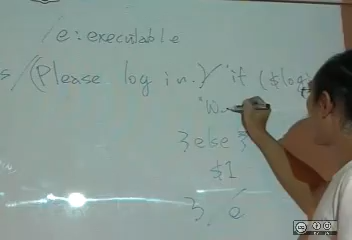 /e:executable
s/(Please log in.)/ 'if ($log)
"W
}else{
$1
}/e